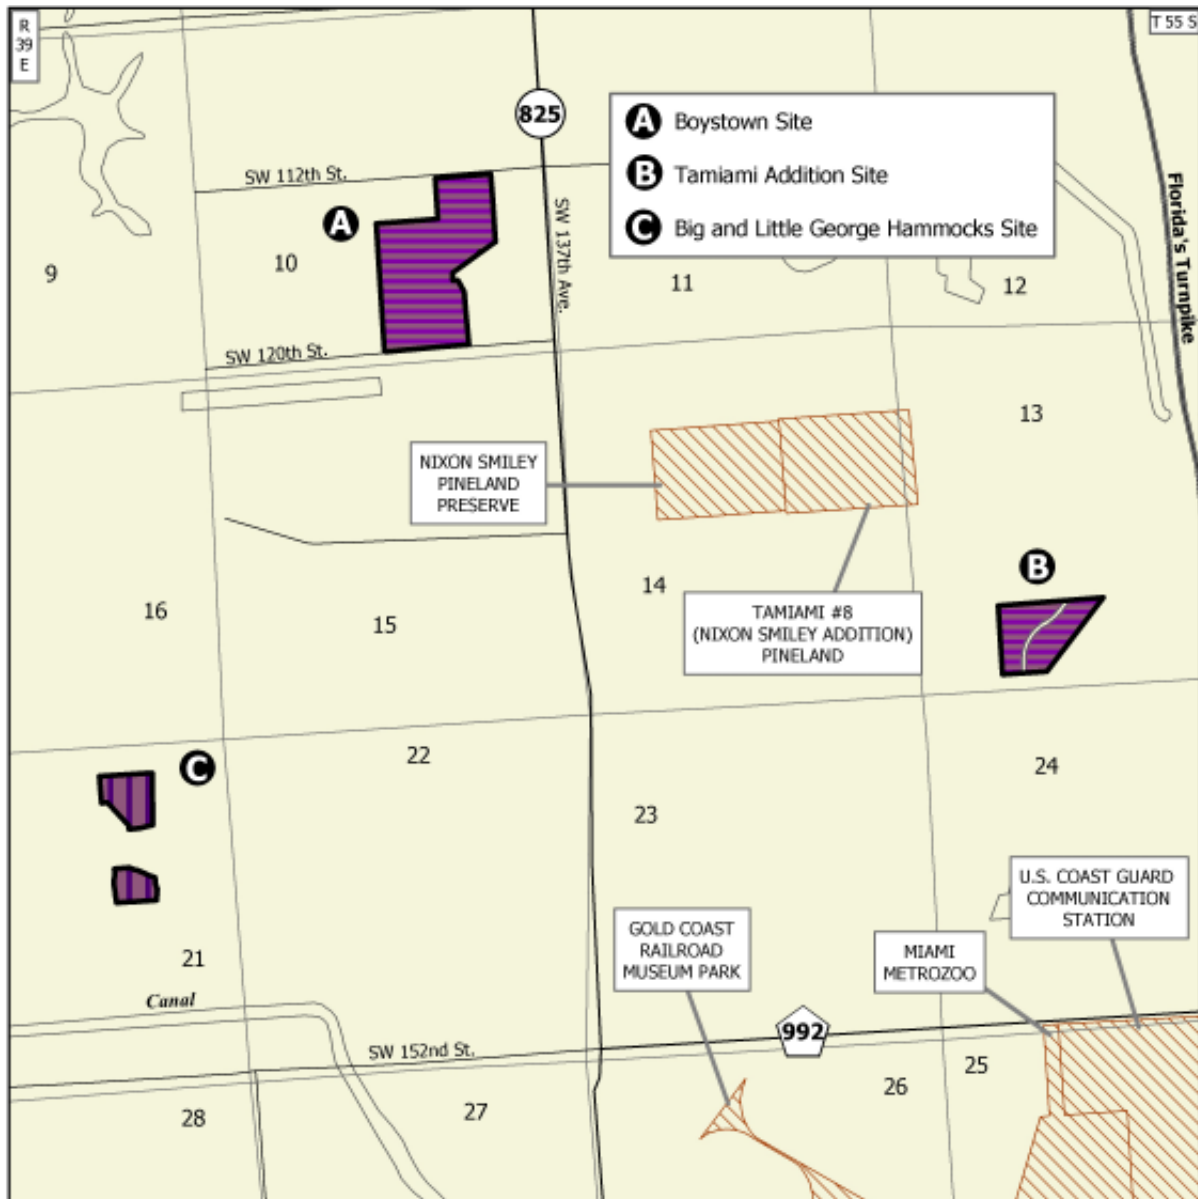 R
39
E
T 55 S
825
A Boystown Site
B Tamiami Addition Site
C Big and Little George Hammocks Site
SW 112th St.
A
SW 137th Ave.
Florida's Turnpike
9
10
11
12
SW 120th St.
13
NIXON SMILEY
PINELAND
PRESERVE
B
14
TAMIAMI #8
(NIXON SMILEY ADDITION)
PINELAND
16
15
C
22
24
23
U.S. COAST GUARD
COMMUNICATION
STATION
GOLD COAST
RAILROAD
MUSEUM PARK
MIAMI
METROZOO
21
Canal
992
SW 152nd St.
25
26
28
27